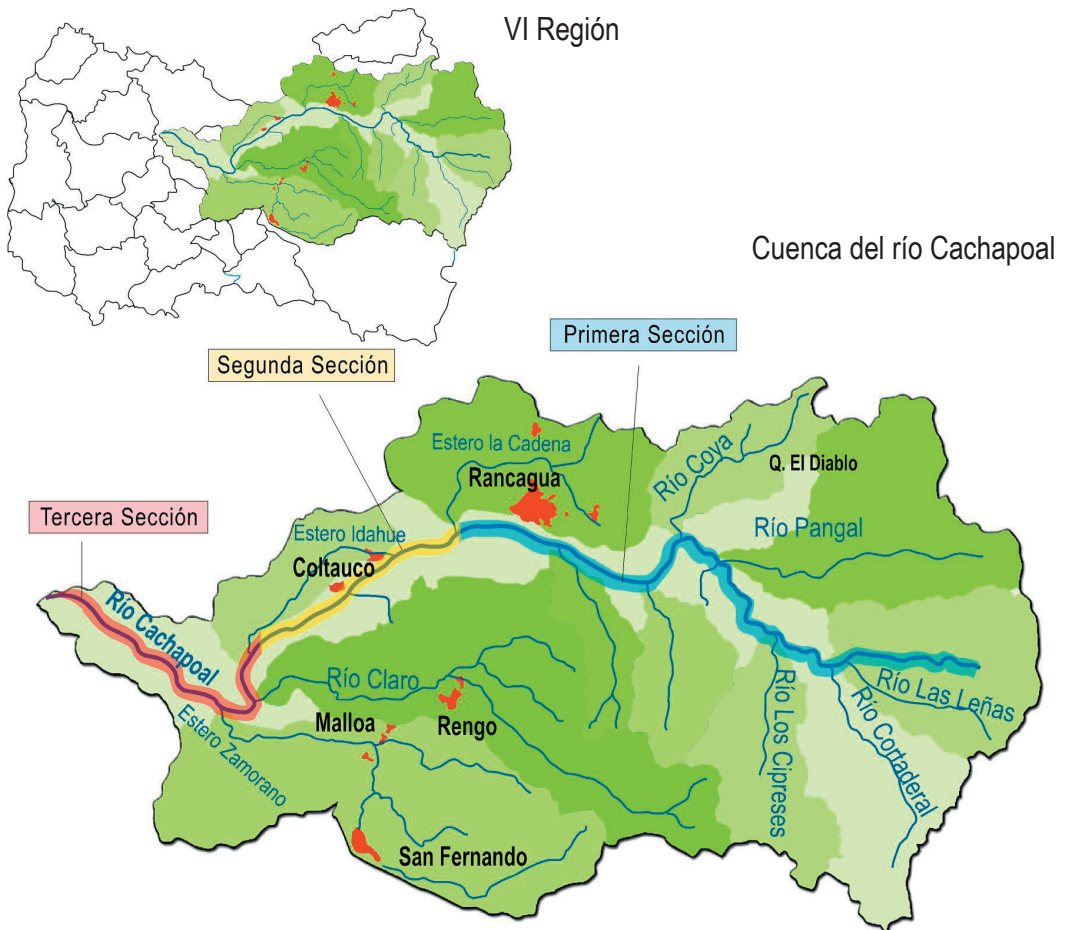 VI Región
Cuenca del río Cachapoal
Primera Sección
Segunda Sección
Tercera Sección
Estero la Cadena
Rancagua
Río Coya
Q. El Diablo
Río Pangal
Estero Idahue
Coltauco
Río Cachapoal
Río Claro
Río Las Leñas
Río Los Cipreses
Río Cortaderal
Malloa
Rengo
Estero Zamorano
San Fernando